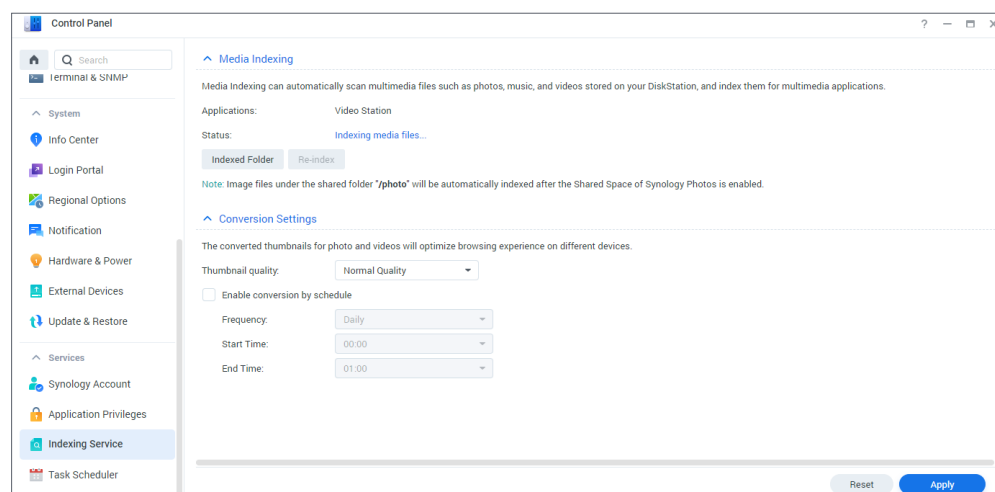 Control Panel
?
Search
Terminal & SNMP
System
Info Center
Login Portal
Regional Options
Notification
Hardware & Power
External Devices
Update & Restore
Services
Synology Account
Application Privileges
Indexing Service
Task Scheduler
Media Indexing
Media Indexing can automatically scan multimedia files such as photos, music, and videos stored on your DiskStation, and index them for multimedia applications.
Applications: Video Station
Status: Indexing media files...
Indexed Folder Re-index
Note: Image files under the shared folder "/photo" will be automatically indexed after the Shared Space of Synology Photos is enabled.
Conversion Settings
The converted thumbnails for photo and videos will optimize browsing experience on different devices.
Thumbnail quality: Normal Quality
Enable conversion by schedule
Frequency: Daily
Start Time: 00:00
End Time: 01:00
Reset Apply